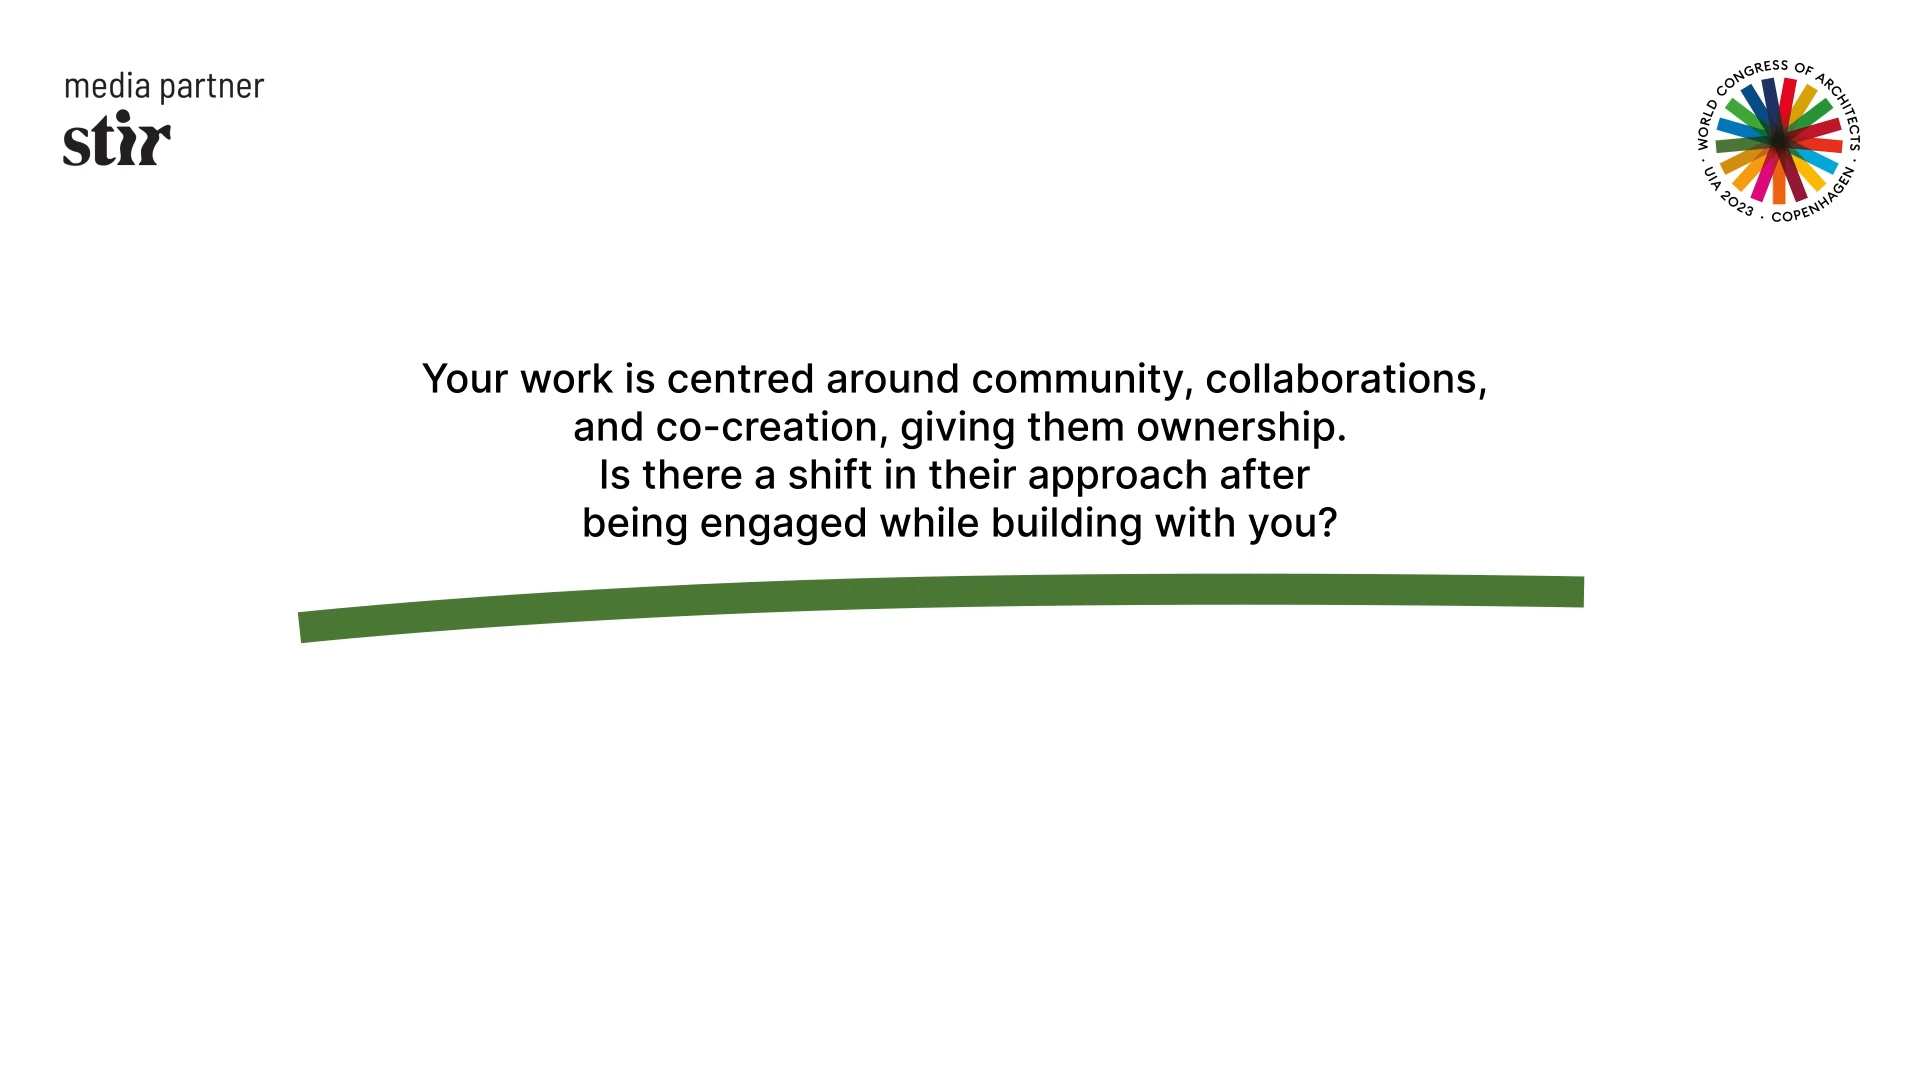 media partner
stir
WORLD CONGRESS OF ARCHITECTS · UIA 2023 · COPENHAGEN ·
Your work is centred around community, collaborations,
and co-creation, giving them ownership.
Is there a shift in their approach after
being engaged while building with you?